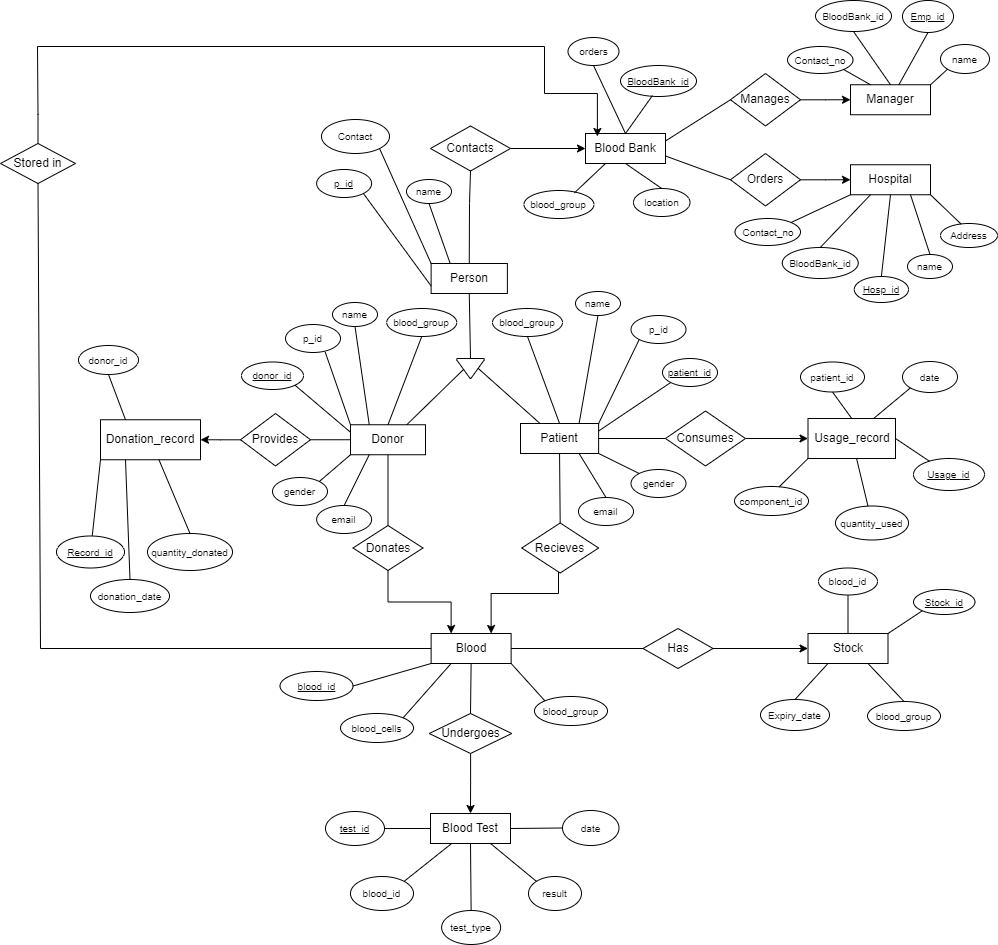 BloodBank_id
Emp_id
orders
Contact_no
name
BloodBank_id
Manages
Manager
Contact
Contacts
Blood Bank
Stored in
p_id
name
Orders
Hospital
blood_group
location
Contact_no
Address
BloodBank_id
name
Person
Hosp_id
name
name
p_id
blood_group
blood_group
p_id
donor_id
donor_id
patient_id
patient_id
date
Donation_record
Provides
Donor
Patient
Consumes
Usage_record
gender
gender
Usage_id
email
email
component_id
quantity_used
Record_id
quantity_donated
Donates
Recieves
donation_date
blood_id
Stock_id
Blood
Has
Stock
blood_id
blood_group
Expiry_date
blood_group
blood_cells
Undergoes
test_id
Blood Test
date
blood_id
result
test_type